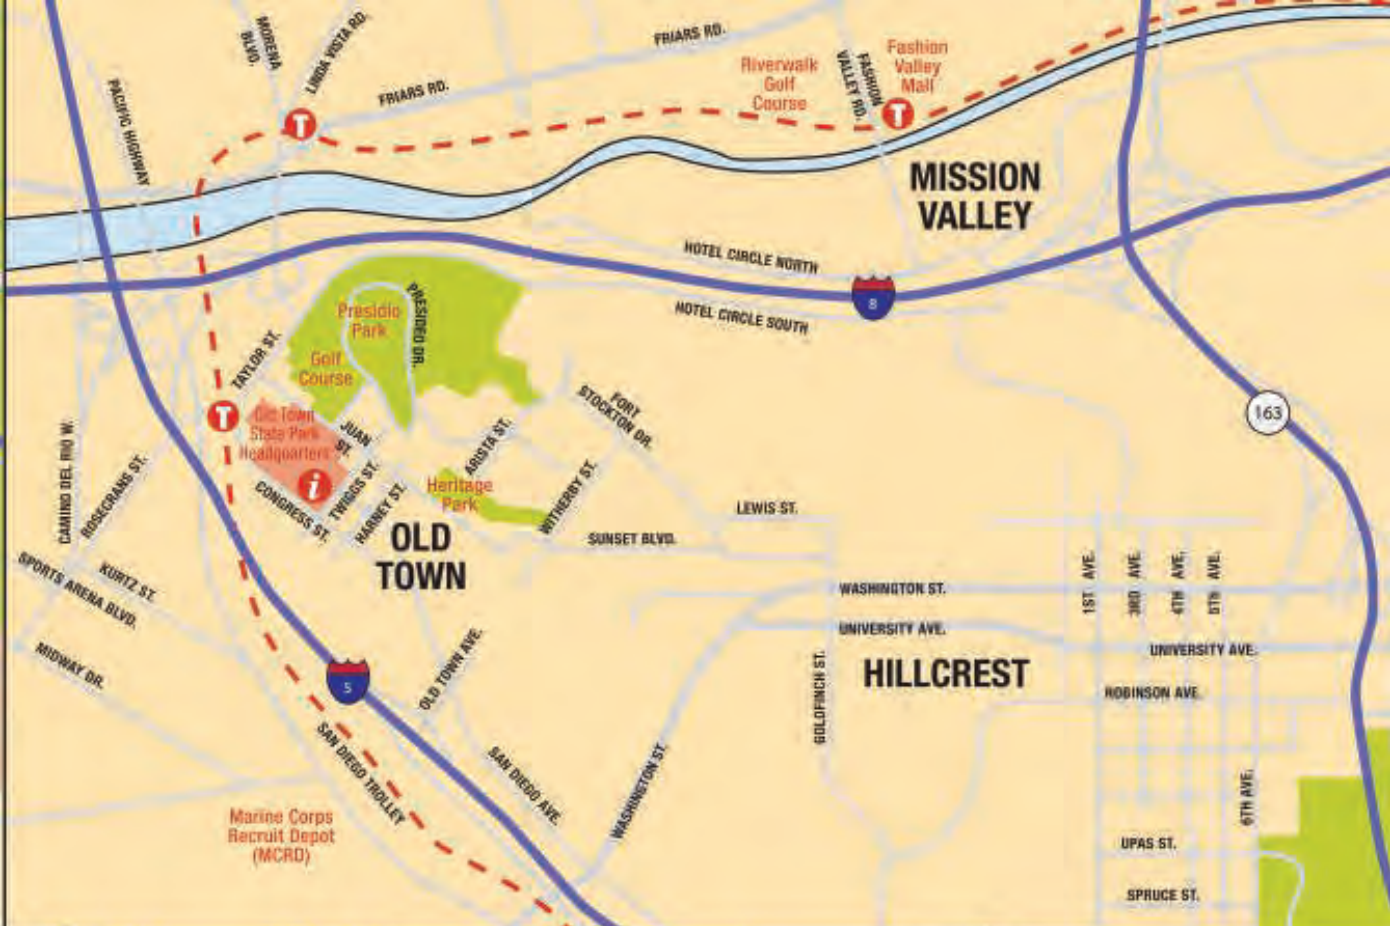 MORENA
BLVD.
LINDA VISTA RD.
FRIARS RD.
FRIARS RD.
PACIFIC HIGHWAY
T
Riverwalk
Golf
Course
FASHION
VALLEY RD.
Fashion
Valley
Mall
T
MISSION
VALLEY
HOTEL CIRCLE NORTH
8
HOTEL CIRCLE SOUTH
163
Presidio
Park
PRESIDEO DR.
Golf
Course
TAYLOR ST.
T
Old Town
State Park
Headquarters
i
JUAN
ST.
TWIGGS ST.
HARNEY ST.
CONGRESS ST.
OLD
TOWN
Heritage
Park
ARISTA ST.
WITHERBY ST.
FORT
STOCKTON DR.
LEWIS ST.
SUNSET BLVD.
CAMINO DEL RIO W.
ROSECRANS ST.
KURTZ ST.
SPORTS ARENA BLVD.
MIDWAY DR.
5
OLD TOWN AVE.
SAN DIEGO TROLLEY
SAN DIEGO AVE.
WASHINGTON ST.
Marine Corps
Recruit Depot
(MCRD)
WASHINGTON ST.
UNIVERSITY AVE.
HILLCREST
GOLDFINCH ST.
1ST AVE.
3RD AVE.
4TH AVE.
5TH AVE.
UNIVERSITY AVE.
ROBINSON AVE.
6TH AVE.
UPAS ST.
SPRUCE ST.